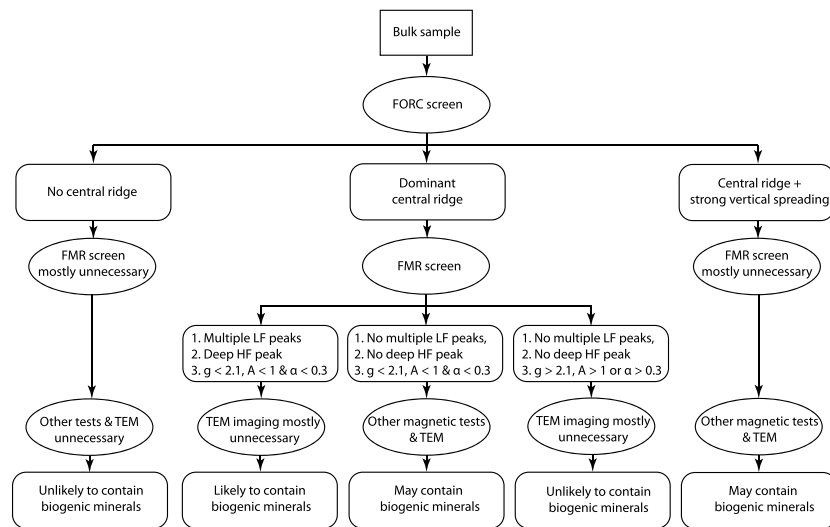 Bulk sample
FORC screen
No central ridge
Dominant
central ridge
Central ridge +
strong vertical spreading
FMR screen
mostly unnecessary
FMR screen
FMR screen
mostly unnecessary
1. Multiple LF peaks
2. Deep HF peak
3. g < 2.1, A < 1 & α < 0.3
1. No multiple LF peaks,
2. No deep HF peak
3. g < 2.1, A < 1 & α < 0.3
1. No multiple LF peaks,
2. No deep HF peak
3. g > 2.1, A > 1 or α > 0.3
Other tests & TEM
unnecessary
TEM imaging mostly
unnecessary
Other magnetic tests
& TEM
TEM imaging mostly
unnecessary
Other magnetic tests
& TEM
Unlikely to contain
biogenic minerals
Likely to contain
biogenic minerals
May contain
biogenic minerals
Unlikely to contain
biogenic minerals
May contain
biogenic minerals